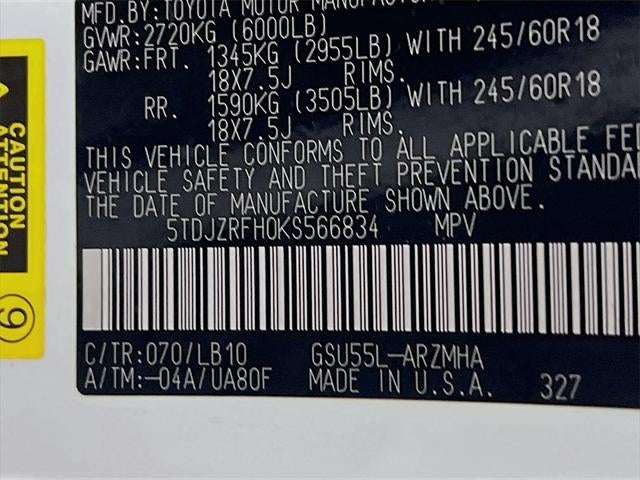 MFD.BY:TOYOTA MOTOR
GVWR:2720KG (6000LB)
GAWR:FRT. 1345KG (2955LB) WITH 245/60R18
18X7.5J RIMS.
RR. 1590KG (3505LB) WITH 245/60R18
18X7.5J RIMS.
THIS VEHICLE CONFORMS TO ALL APPLICABLE FE
VEHICLE SAFETY AND THEFT PREVENTION STANDA
THE DATE OF MANUFACTURE SHOWN ABOVE.
5TDJZRFH0KS566834 MPV
C/TR:070/LB10 GSU55L-ARZMHA
A/TM:-04A/UA80F MADE IN U.S.A. 327
CAUTION
ATTENTION
9